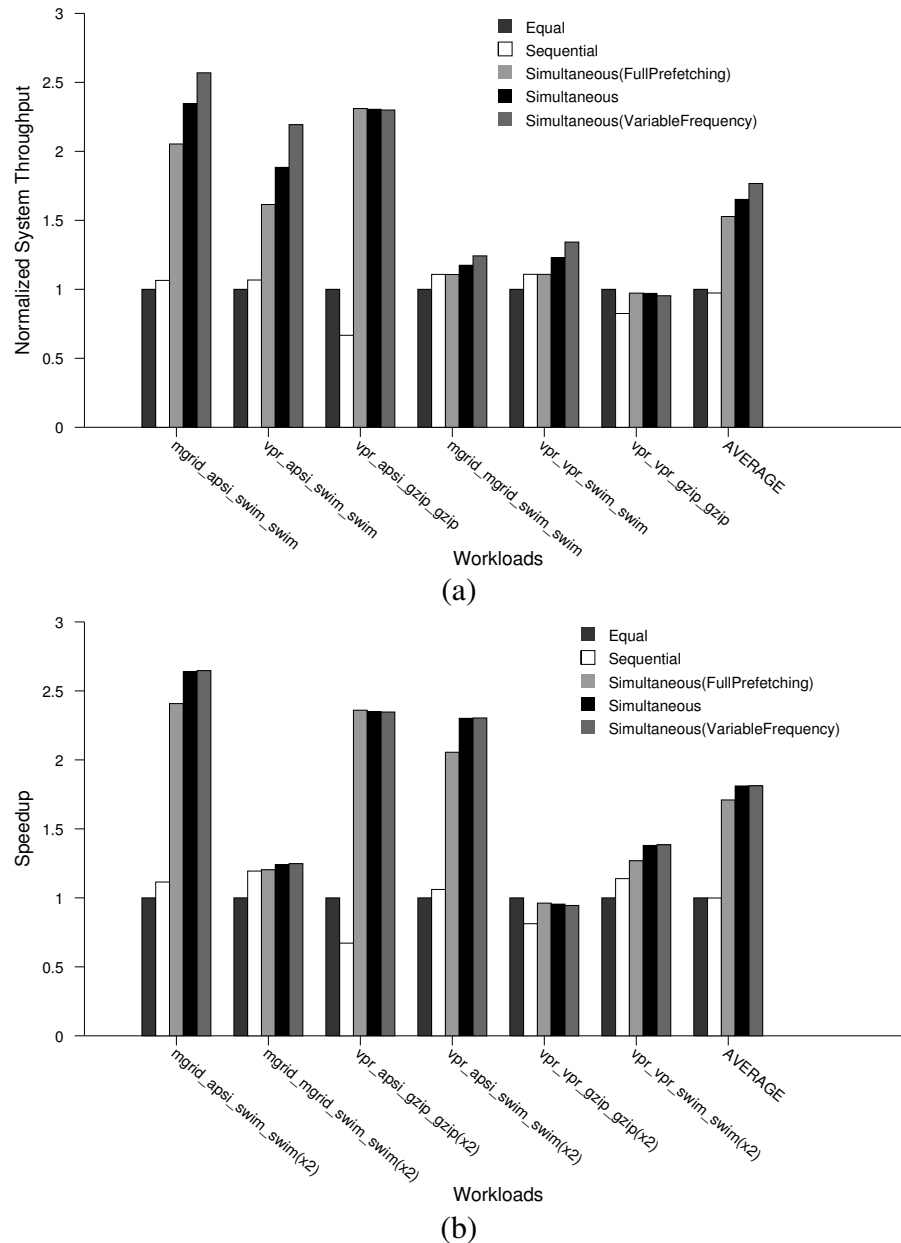 3
2.5
2
1.5
1
0.5
0
Normalized System Throughput
Equal
Sequential
Simultaneous(FullPrefetching)
Simultaneous
Simultaneous(VariableFrequency)
mgrid_apsi_swim_swim
vpr_apsi_swim_swim
vpr_apsi_gzip_gzip
mgrid_mgrid_swim_swim
vpr_vpr_swim_swim
vpr_vpr_gzip_gzip
AVERAGE
Workloads
(a)
3
2.5
2
1.5
1
0.5
0
Speedup
Equal
Sequential
Simultaneous(FullPrefetching)
Simultaneous
Simultaneous(VariableFrequency)
mgrid_apsi_swim_swim(x2)
mgrid_mgrid_swim_swim(x2)
vpr_apsi_gzip_gzip(x2)
vpr_apsi_swim_swim(x2)
vpr_vpr_gzip_gzip(x2)
vpr_vpr_swim_swim(x2)
AVERAGE
Workloads
(b)